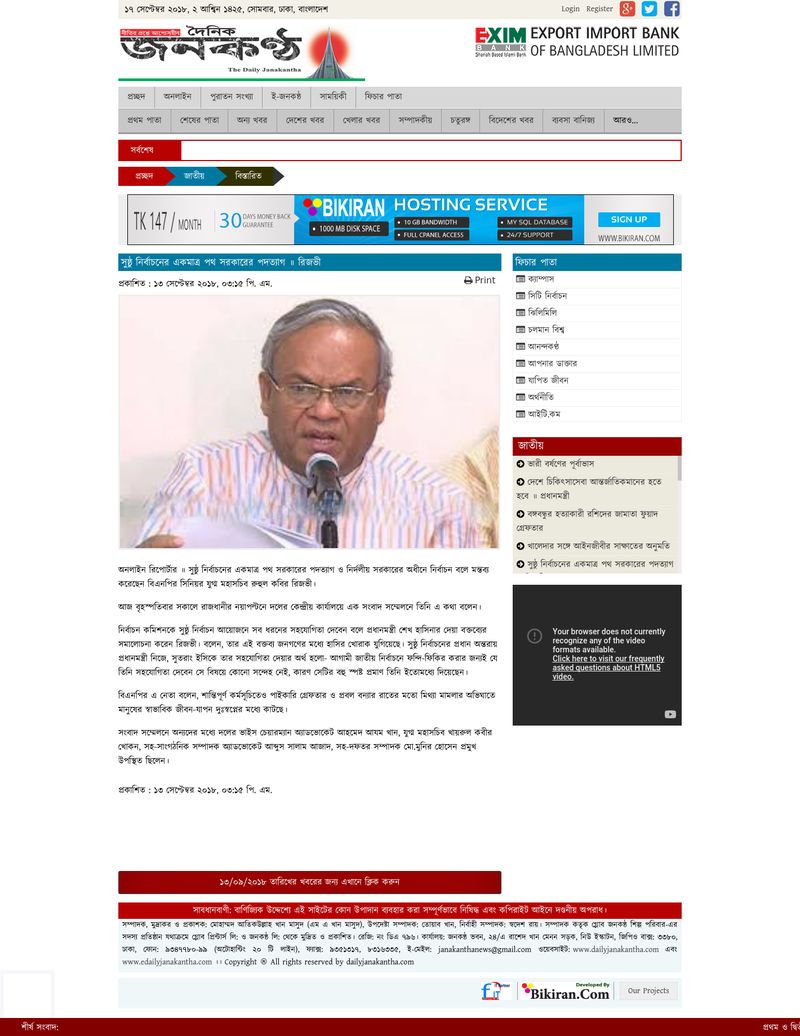 ১৭ সেপ্টেম্বর ২০১৮, ২ আশ্বিন ১৪২৫, সোমবার, ঢাকা, বাংলাদেশ
Login Register
দৈনিক
জনকণ্ঠ
The Daily Janakantha
EXIM
BANK
Shariah Based Islami Bank
EXPORT IMPORT BANK
OF BANGLADESH LIMITED
প্রচ্ছদ অনলাইন পুরাতন সংখ্যা ই-জনকণ্ঠ সাময়িকী ফিচার পাতা
প্রথম পাতা শেষের পাতা অন্য খবর দেশের খবর খেলার খবর সম্পাদকীয় চতুরঙ্গ বিদেশের খবর ব্যবসা বানিজ্য আরও...
সর্বশেষ
প্রচ্ছদ জাতীয় বিস্তারিত
TK 147 / MONTH
30 DAYS MONEY BACK
GUARANTEE
BIKIRAN HOSTING SERVICE
1000 MB DISK SPACE
10 GB BANDWIDTH
FULL CPANEL ACCESS
MY SQL DATABASE
24/7 SUPPORT
SIGN UP
WWW.BIKIRAN.COM
সুষ্ঠু নির্বাচনের একমাত্র পথ সরকারের পদত্যাগ ॥ রিজভী
প্রকাশিত : ১৩ সেপ্টেম্বর ২০১৮, ০৩:১৫ পি. এম.
Print
অনলাইন রিপোর্টার ॥ সুষ্ঠু নির্বাচনের একমাত্র পথ সরকারের পদত্যাগ ও নির্দলীয় সরকারের অধীনে নির্বাচন বলে মন্তব্য
করেছেন বিএনপির সিনিয়র যুগ্ম মহাসচিব রুহুল কবির রিজভী।
আজ বৃহস্পতিবার সকালে রাজধানীর নয়াপল্টনে দলের কেন্দ্রীয় কার্যালয়ে এক সংবাদ সম্মেলনে তিনি এ কথা বলেন।
নির্বাচন কমিশনকে সুষ্ঠু নির্বাচন আয়োজনে সব ধরনের সহযোগিতা দেবেন বলে প্রধানমন্ত্রী শেখ হাসিনার দেয়া বক্তব্যের
সমালোচনা করেন রিজভী। বলেন, তার এই বক্তব্য জনগণের মধ্যে হাসির খোরাক যুগিয়েছে। সুষ্ঠু নির্বাচনের প্রধান অন্তরায়
প্রধানমন্ত্রী নিজে, সুতরাং ইসিকে তার সহযোগিতা দেয়ার অর্থ হলো- আগামী জাতীয় নির্বাচনে ফন্দি-ফিকির করার জন্যই যে
তিনি সহযোগিতা দেবেন সে বিষয়ে কোনো সন্দেহ নেই, কারণ সেটির বহু স্পষ্ট প্রমাণ তিনি ইতোমধ্যে দিয়েছেন।
বিএনপির এ নেতা বলেন, শান্তিপূর্ণ কর্মসূচিতেও পাইকারি গ্রেফতার ও প্রবল বন্যার রাতের মতো মিথ্যা মামলার অভিঘাতে
মানুষের স্বাভাবিক জীবন-যাপন দুঃস্বপ্নের মধ্যে কাটছে।
সংবাদ সম্মেলনে অন্যদের মধ্যে দলের ভাইস চেয়ারম্যান অ্যাডভোকেট আহমেদ আযম খান, যুগ্ম মহাসচিব খায়রুল কবীর
খোকন, সহ-সাংগঠনিক সম্পাদক অ্যাডভোকেট আব্দুস সালাম আজাদ, সহ-দফতর সম্পাদক মো.মুনির হোসেন প্রমুখ
উপস্থিত ছিলেন।
প্রকাশিত : ১৩ সেপ্টেম্বর ২০১৮, ০৩:১৫ পি. এম.
১৩/০৯/২০১৮ তারিখের খবরের জন্য এখানে ক্লিক করুন
ফিচার পাতা
ক্যাম্পাস
সিটি নির্বাচন
ঝিলিমিলি
চলমান বিশ্ব
আনন্দকণ্ঠ
আপনার ডাক্তার
যাপিত জীবন
অর্থনীতি
আইটি.কম
জাতীয়
ভারী বর্ষণের পূর্বাভাস
দেশে চিকিৎসাসেবা আন্তর্জাতিকমানের হতে
হবে ॥ প্রধানমন্ত্রী
বঙ্গবন্ধুর হত্যাকারী রশিদের জামাতা ফুয়াদ
গ্রেফতার
খালেদার সঙ্গে আইনজীবীর সাক্ষাতের অনুমতি
সুষ্ঠু নির্বাচনের একমাত্র পথ সরকারের পদত্যাগ
Your browser does not currently
recognize any of the video
formats available.
Click here to visit our frequently
asked questions about HTML5
video.
সাবধানবাণী: বাণিজ্যিক উদ্দেশ্যে এই সাইটের কোন উপাদান ব্যবহার করা সম্পূর্ণভাবে নিষিদ্ধ এবং কপিরাইট আইনে দণ্ডনীয় অপরাধ।
সম্পাদক, মুদ্রাকর ও প্রকাশক: মোহাম্মদ আতিকউল্লাহ খান মাসুদ (এম এ খান মাসুদ), উপদেষ্টা সম্পাদক: তোয়াব খান, নির্বাহী সম্পাদক: স্বদেশ রায়। সম্পাদক কতৃক গ্লোব জনকণ্ঠ শিল্প পরিবার-এর
সদস্য প্রতিষ্ঠান যথাক্রমে গ্লোব প্রিন্টার্স লি: ও জনকণ্ঠ লি: থেকে মুদ্রিত ও প্রকাশিত। রেজি: নং ডিএ ৭৯৬। কার্যালয়: জনকণ্ঠ ভবন, ২৪/এ রাশেদ খান মেনন সড়ক, নিউ ইস্কাটন, জিপিও বাক্স: ৩৩৮০,
ঢাকা, ফোন: ৯৩৪৭৭৮০-৯৯ (অটোহান্টিং ২০ টি লাইন), ফ্যাক্স: ৯৩৫১৩১৭, ৮৩১৬৩৩৫, ই-মেইল: janakanthanews@gmail.com ওয়েবসাইট: www.dailyjanakantha.com এবং
www.edailyjanakantha.com ।। Copyright ® All rights reserved by dailyjanakantha.com
Developed By
Bikiran.Com
Our Projects
শীর্ষ সংবাদ:
প্রথম ও